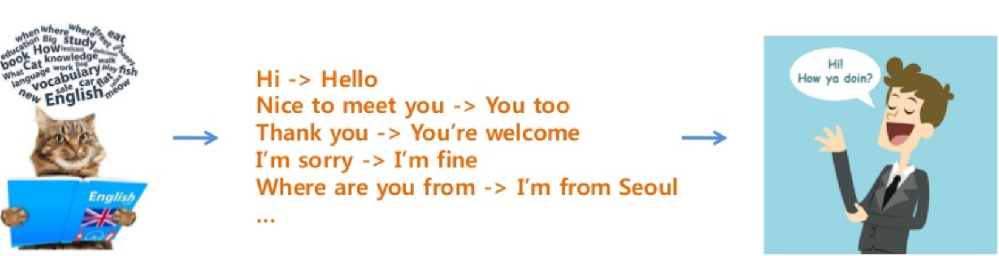 when where where street eat
education Big study
How lexicon delicious happy
book Cat knowledge walk
What language work Dog play fish
vocabulary flat relax
new sale car meow
English
English
Hi -> Hello
Nice to meet you -> You too
Thank you -> You're welcome
I'm sorry -> I'm fine
Where are you from -> I'm from Seoul
...
Hi!
How ya doin?